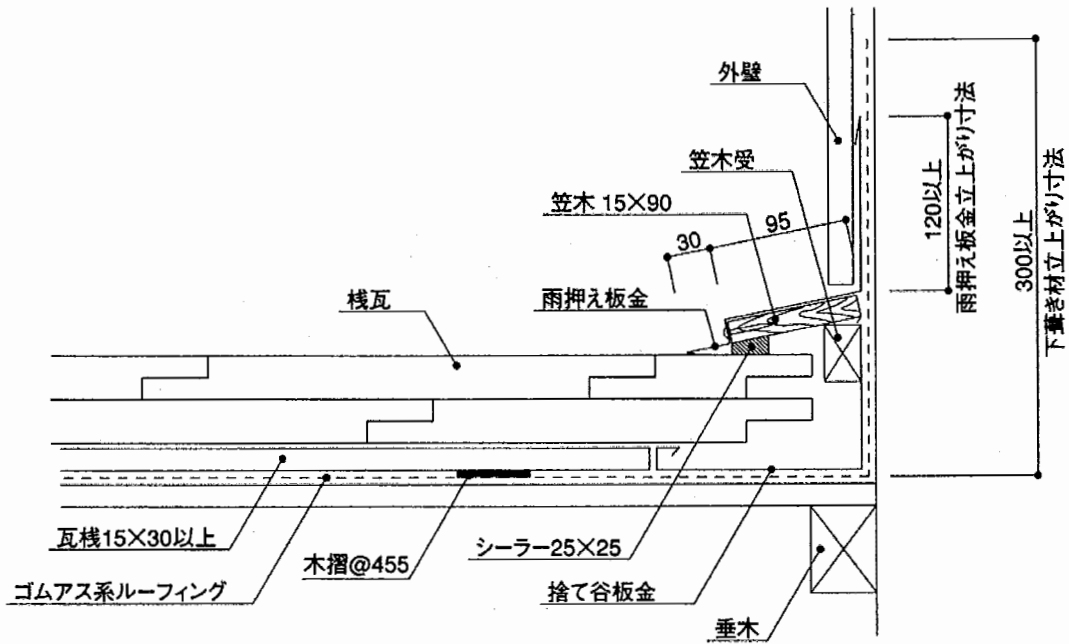 外壁
笠木受
笠木 15×90
95
30
雨押え板金
桟瓦
120以上
雨押え板金立上がり寸法
300以上
下葺き材立上がり寸法
瓦桟15×30以上
木摺@455
シーラー25×25
ゴムアス系ルーフィング
捨て谷板金
垂木